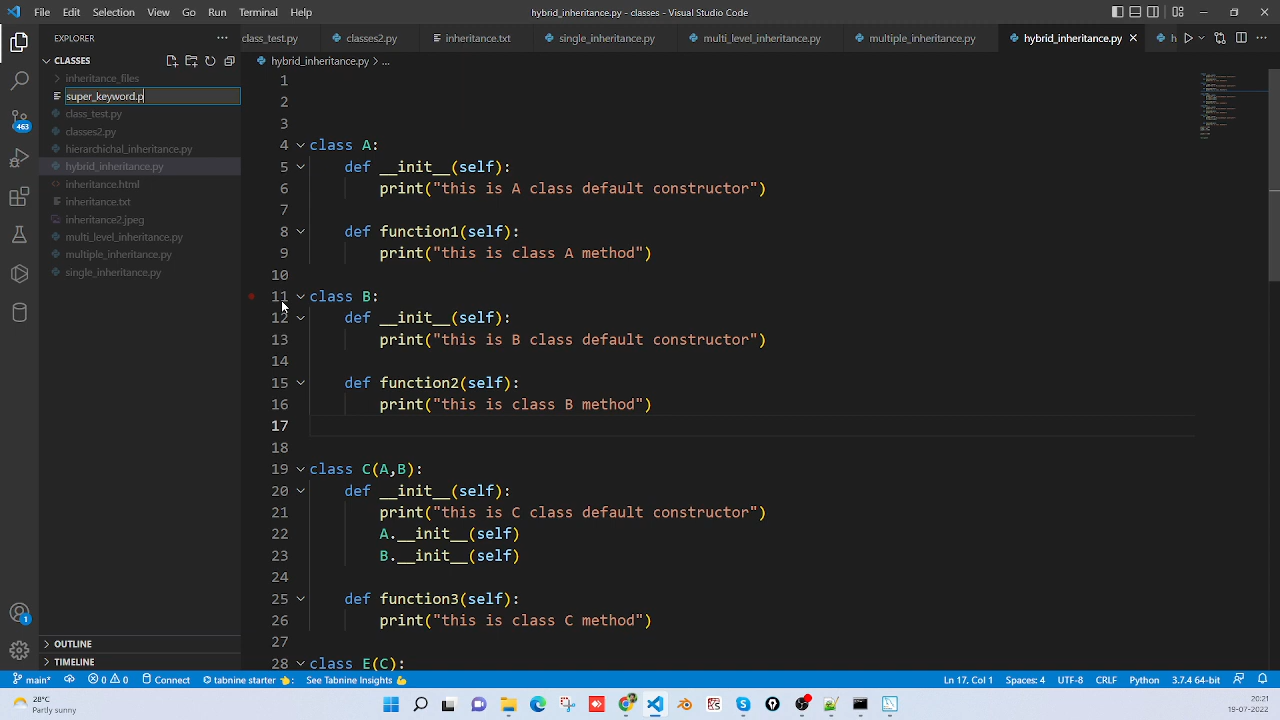 File Edit Selection View Go Run Terminal Help hybrid_inheritance.py - classes - Visual Studio Code
EXPLORER ... class_test.py classes2.py inheritance.txt single_inheritance.py multi_level_inheritance.py multiple_inheritance.py hybrid_inheritance.py h
CLASSES
hybrid_inheritance.py > ...
inheritance_files
super_keyword.p
class_test.py
classes2.py
hierarchichal_inheritance.py
hybrid_inheritance.py
inheritance.html
inheritance.txt
inheritance2.jpeg
multi_level_inheritance.py
multiple_inheritance.py
single_inheritance.py
463
1
OUTLINE
TIMELINE
1
2
3
4 class A:
5 def __init__(self):
6 print("this is A class default constructor")
7
8 def function1(self):
9 print("this is class A method")
10
11 class B:
12 def __init__(self):
13 print("this is B class default constructor")
14
15 def function2(self):
16 print("this is class B method")
17
18
19 class C(A,B):
20 def __init__(self):
21 print("this is C class default constructor")
22 A.__init__(self)
23 B.__init__(self)
24
25 def function3(self):
26 print("this is class C method")
27
28 class E(C):
main* 0 0 Connect tabnine starter See Tabnine Insights Ln 17, Col 1 Spaces: 4 UTF-8 CRLF Python 3.7.4 64-bit
28°C
Partly sunny
20:21
19-07-2022